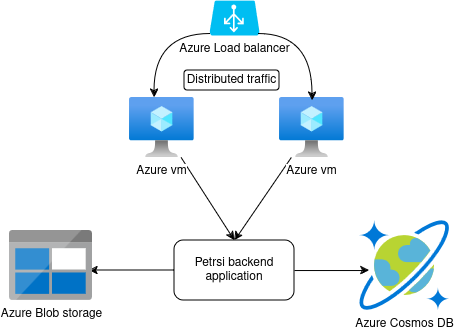 Azure Load balancer
Distributed traffic
Azure vm
Azure vm
Petrsi backend
application
Azure Blob storage
Azure Cosmos DB